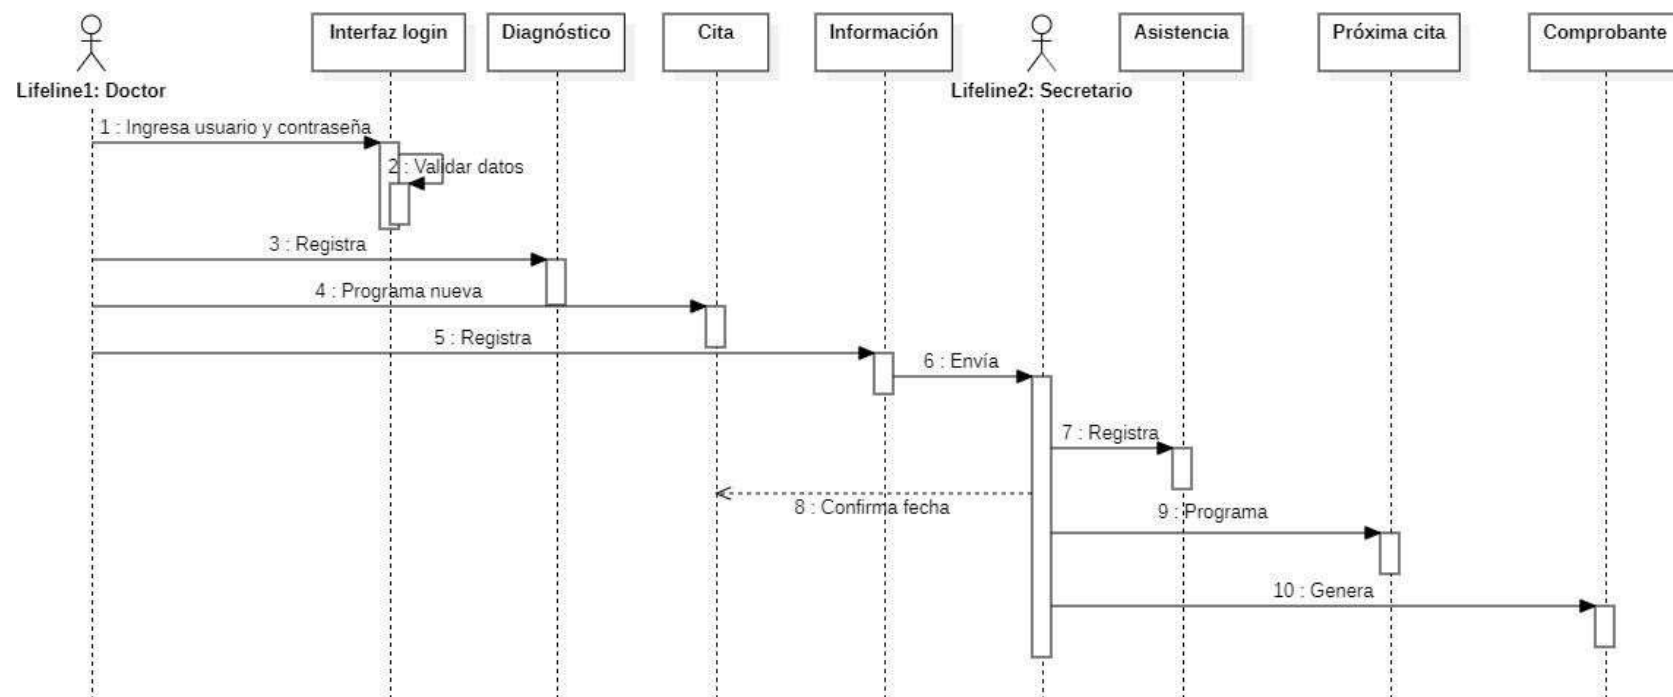 Interfaz login
Diagnóstico
Cita
Información
Asistencia
Próxima cita
Comprobante
Lifeline1: Doctor
Lifeline2: Secretario
1 : Ingresa usuario y contraseña
2 : Validar datos
3 : Registra
4 : Programa nueva
5 : Registra
6 : Envía
7 : Registra
8 : Confirma fecha
9 : Programa
10 : Genera